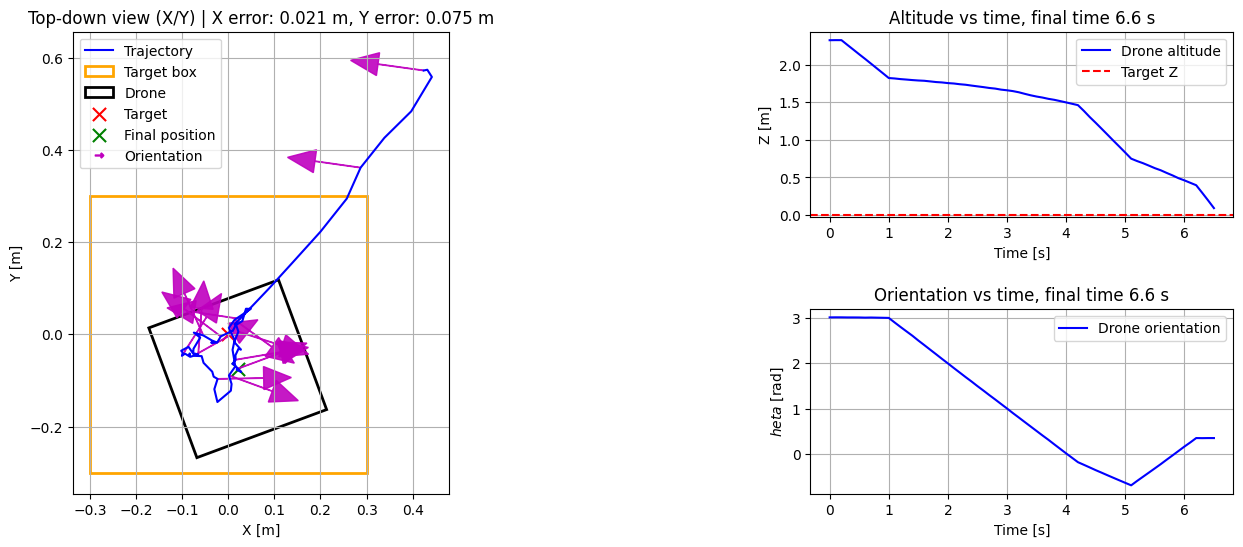 Top-down view (X/Y) | X error: 0.021 m, Y error: 0.075 m
Trajectory
Target box
Drone
Target
Final position
Orientation
0.6
0.4
0.2
0.0
−0.2
Y [m]
−0.3
−0.2
−0.1
0.0
0.1
0.2
0.3
0.4
X [m]
Altitude vs time, final time 6.6 s
Drone altitude
Target Z
2.0
1.5
1.0
0.5
0.0
Z [m]
0
1
2
3
4
5
6
Time [s]
Orientation vs time, final time 6.6 s
Drone orientation
3
2
1
0
heta [rad]
0
1
2
3
4
5
6
Time [s]